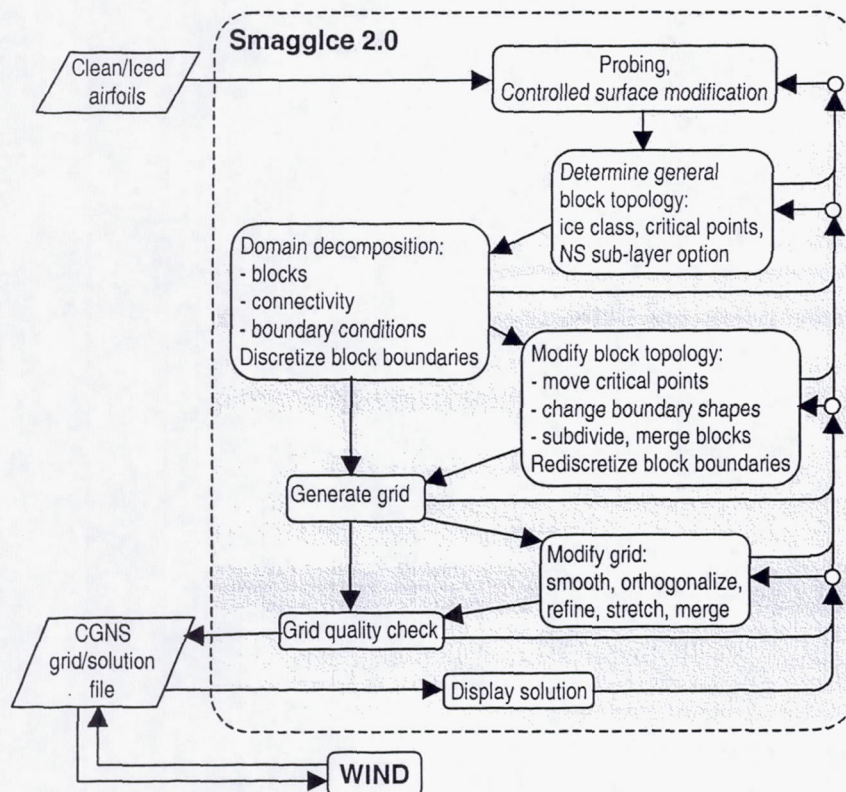 SmaggIce 2.0
Clean/Iced
airfoils
Probing,
Controlled surface modification
Determine general
block topology:
ice class, critical points,
NS sub-layer option
Domain decomposition:
- blocks
- connectivity
- boundary conditions
Discretize block boundaries
Modify block topology:
- move critical points
- change boundary shapes
- subdivide, merge blocks
Rediscretize block boundaries
Generate grid
Modify grid:
smooth, orthogonalize,
refine, stretch, merge
Grid quality check
CGNS
grid/solution
file
Display solution
WIND